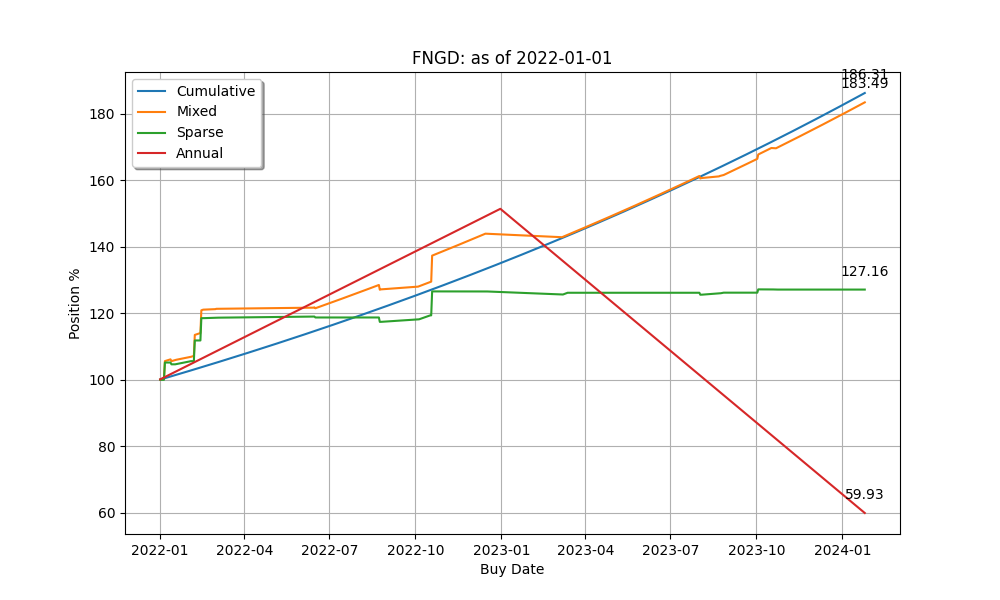 FNGD: as of 2022-01-01
186.31
183.49
Cumulative
Mixed
Sparse
Annual
180
160
140
127.16
120
100
80
59.93
60
Position %
2022-01 2022-04 2022-07 2022-10 2023-01 2023-04 2023-07 2023-10 2024-01
Buy Date